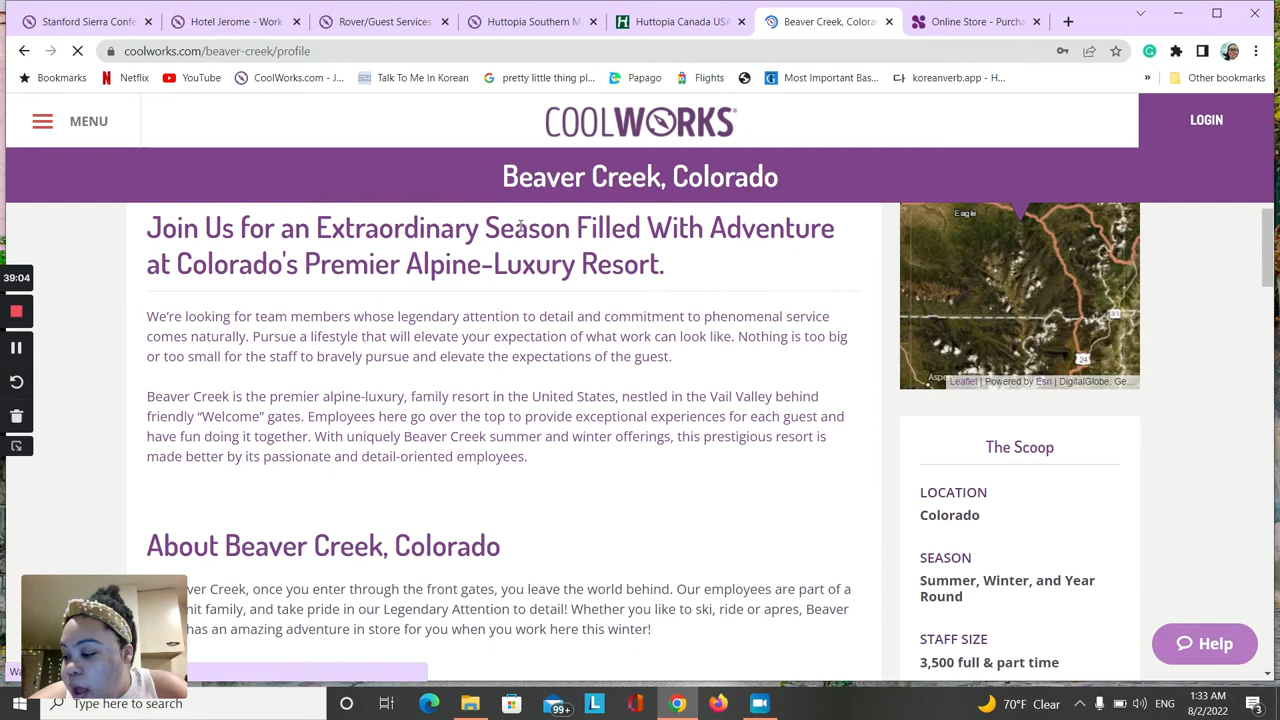 Stanford Sierra Confe
Hotel Jerome - Work
Rover/Guest Services
Huttopia Southern M
Huttopia Canada USA
Beaver Creek, Colora
Online Store - Purcha
coolworks.com/beaver-creek/profile
Bookmarks
Netflix
YouTube
CoolWorks.com - J...
Talk To Me In Korean
pretty little thing pl...
Papago
Flights
Most Important Bas...
koreanverb.app - H...
Other bookmarks
MENU
COOLWORKS
LOGIN
Beaver Creek, Colorado
Join Us for an Extraordinary Season Filled With Adventure
at Colorado's Premier Alpine-Luxury Resort.
We're looking for team members whose legendary attention to detail and commitment to phenomenal service
comes naturally. Pursue a lifestyle that will elevate your expectation of what work can look like. Nothing is too big
or too small for the staff to bravely pursue and elevate the expectations of the guest.
Beaver Creek is the premier alpine-luxury, family resort in the United States, nestled in the Vail Valley behind
friendly “Welcome” gates. Employees here go over the top to provide exceptional experiences for each guest and
have fun doing it together. With uniquely Beaver Creek summer and winter offerings, this prestigious resort is
made better by its passionate and detail-oriented employees.
About Beaver Creek, Colorado
ver Creek, once you enter through the front gates, you leave the world behind. Our employees are part of a
nit family, and take pride in our Legendary Attention to detail! Whether you like to ski, ride or apres, Beaver
has an amazing adventure in store for you when you work here this winter!
Eagle
24
Leaflet | Powered by Esri | DigitalGlobe, Ge...
The Scoop
LOCATION
Colorado
SEASON
Summer, Winter, and Year
Round
STAFF SIZE
3,500 full & part time
Help
39:04
Type here to search
99+
70°F Clear
ENG
1:33 AM
8/2/2022
3